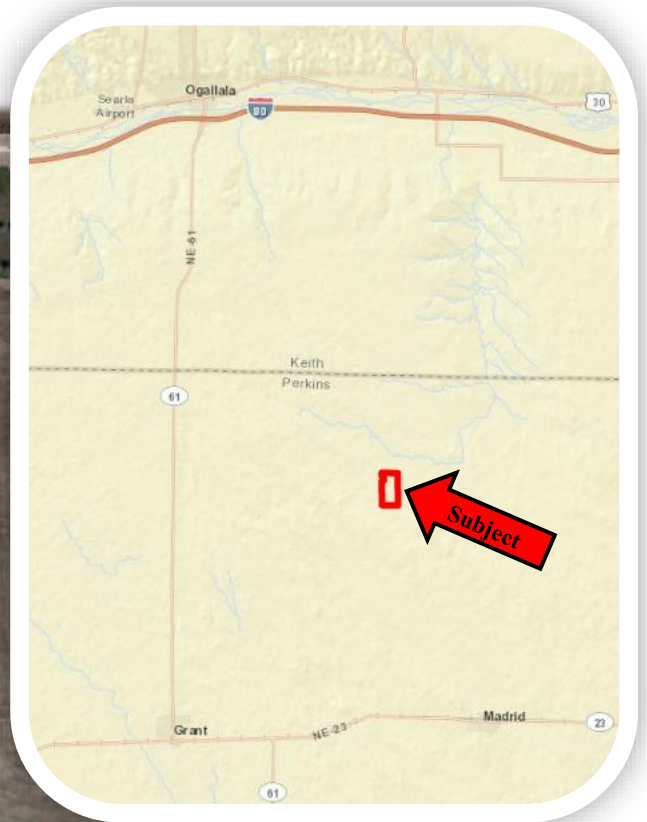 Ogallala
Searle
Airport
80
30
NE-61
Keith
Perkins
61
Subject
Grant
NE-23
Madrid
23
61